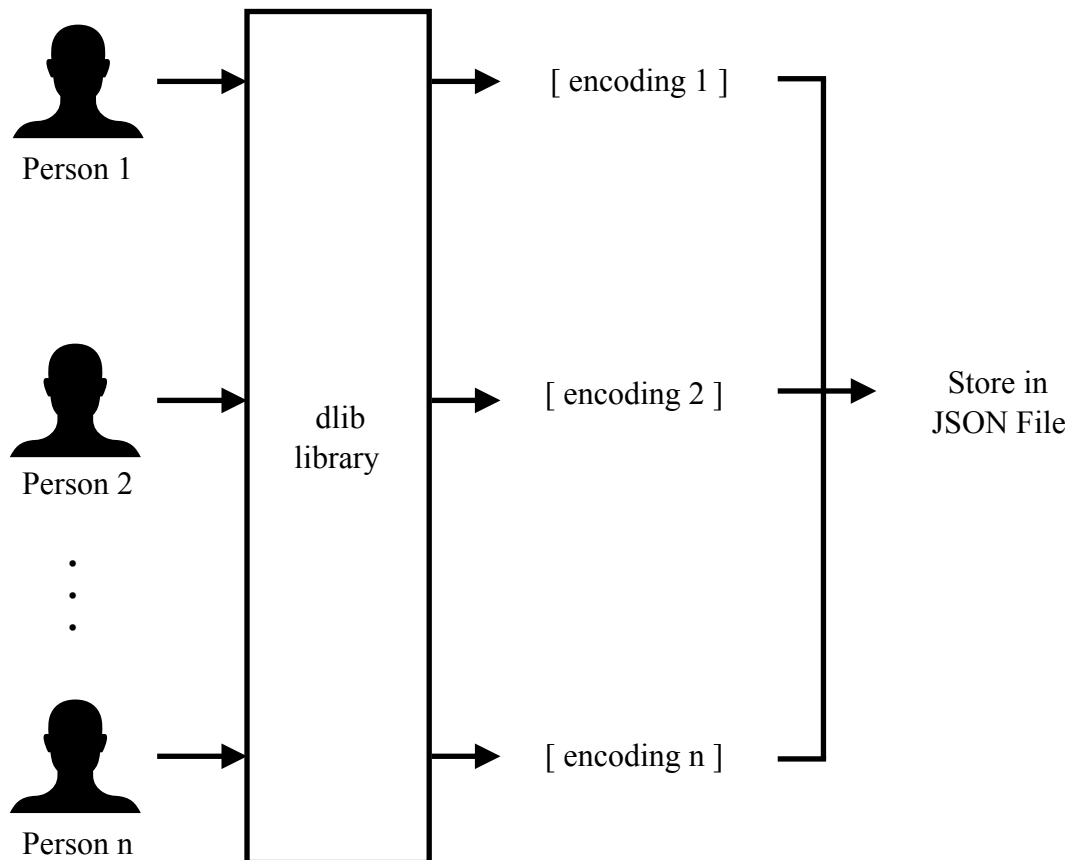 Person 1
[ encoding 1 ]
Person 2
dlib
library
[ encoding 2 ]
Store in
JSON File
Person n
[ encoding n ]